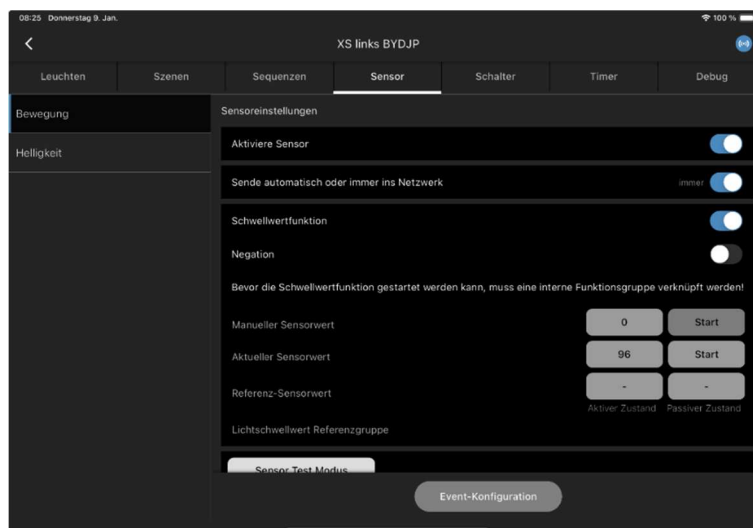 08:25 Donnerstag 9. Jan.
100 %
XS links BYDJP
Leuchten Szenen Sequenzen Sensor Schalter Timer Debug
Bewegung
Helligkeit
Sensoreinstellungen
Aktiviere Sensor
Sende automatisch oder immer ins Netzwerk immer
Schwellwertfunktion
Negation
Bevor die Schwellwertfunktion gestartet werden kann, muss eine interne Funktionsgruppe verknüpft werden!
Manueller Sensorwert 0 Start
Aktueller Sensorwert 96 Start
Referenz-Sensorwert - -
Aktiver Zustand Passiver Zustand
Lichtschwellwert Referenzgruppe
Sensor Test Modus
Event-Konfiguration